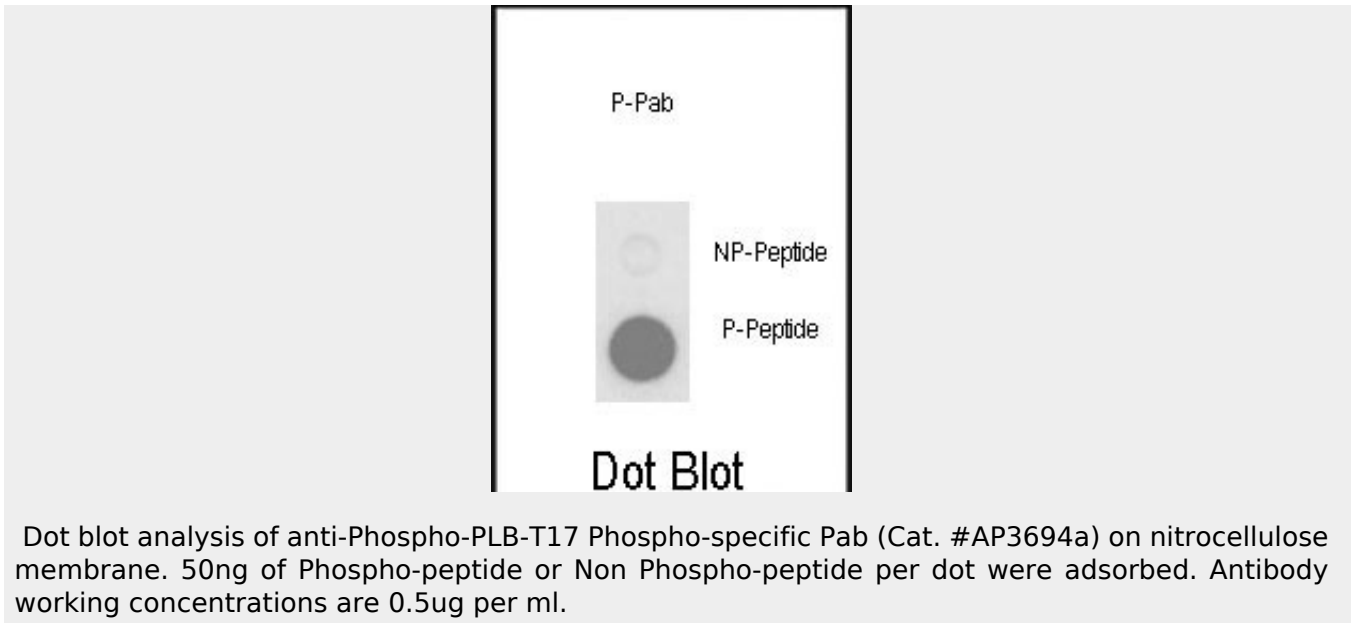 P-Pab
NP-Peptide
P-Peptide
Dot Blot
Dot blot analysis of anti-Phospho-PLB-T17 Phospho-specific Pab (Cat. #AP3694a) on nitrocellulose
membrane. 50ng of Phospho-peptide or Non Phospho-peptide per dot were adsorbed. Antibody
working concentrations are 0.5ug per ml.